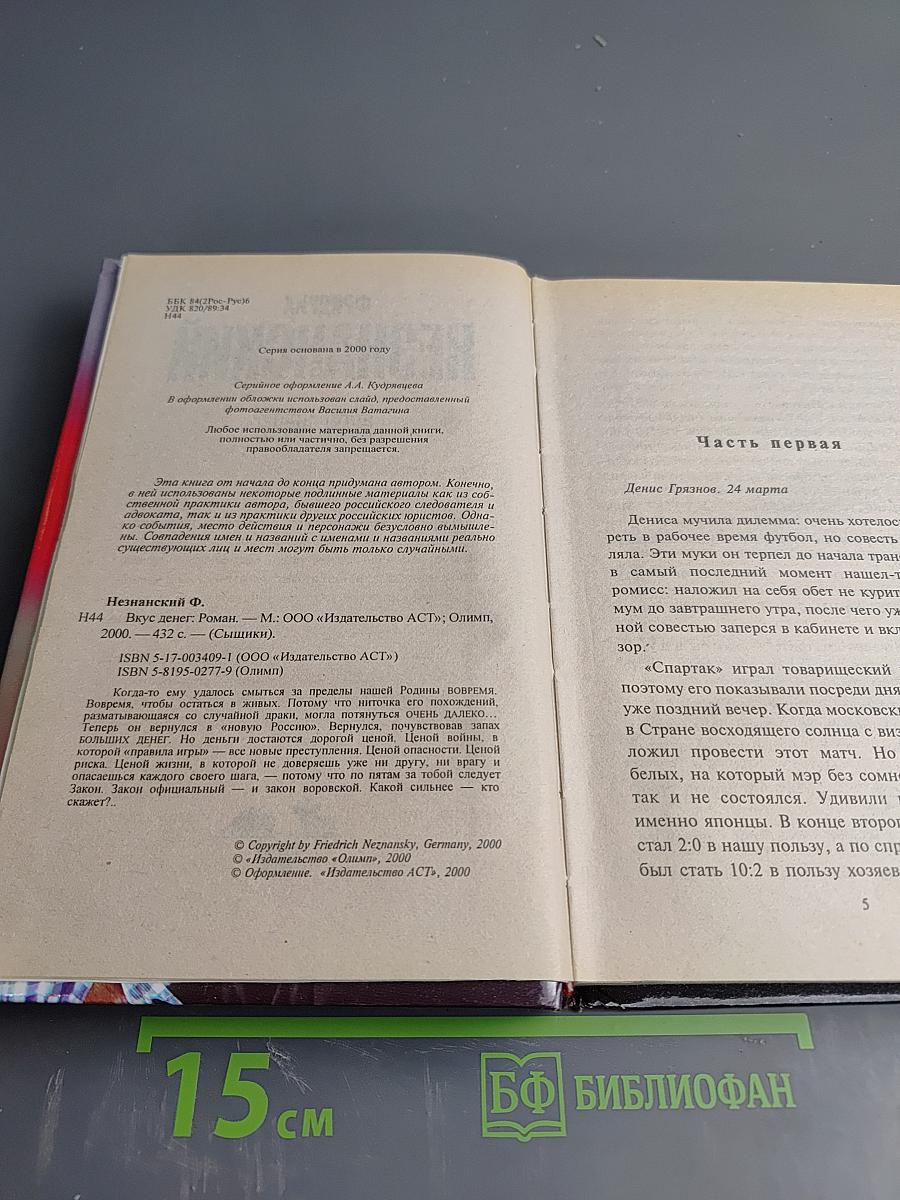 ББК 84(2Рос-Рус)6
УДК 820/89:34
Н44
Серия основана в 2000 году
Серийное оформление А.А. Кудрявцева
В оформлении обложки использован слайд, предоставленный
фотоагентством Василия Ватагина
Любое использование материала данной книги,
полностью или частично, без разрешения
правообладателя запрещается.
Эта книга от начала до конца придумана автором. Конечно,
в ней использованы некоторые подлинные материалы как из соб-
ственной практики автора, бывшего российского следователя и
адвоката, так и из практики других российских юристов. Одна-
ко события, место действия и персонажи безусловно вымышле-
ны. Совпадения имен и названий с именами и названиями реально
существующих лиц и мест могут быть только случайными.
Незнанский Ф.
Н44 Вкус денег: Роман. — М.: ООО «Издательство АСТ»; Олимп,
2000. — 432 с. — (Сыщики).
ISBN 5-17-003409-1 (ООО «Издательство АСТ»)
ISBN 5-8195-0277-9 (Олимп)
Когда-то ему удалось смыться за пределы нашей Родины ВОВРЕМЯ.
Вовремя, чтобы остаться в живых. Потому что ниточка его похождений,
разматывающаяся со случайной драки, могла потянуться ОЧЕНЬ ДАЛЕКО...
Теперь он вернулся в «новую Россию». Вернулся, почувствовав запах
БОЛЬШИХ ДЕНЕГ. Но деньги достаются дорогой ценой. Ценой войны, в
которой «правила игры» — все новые преступления. Ценой опасности. Ценой
риска. Ценой жизни, в которой не доверяешь уже ни другу, ни врагу и
опасаешься каждого своего шага, — потому что по пятам за тобой следует
Закон. Закон официальный — и закон воровской. Какой сильнее — кто
скажет?..
© Copyright by Friedrich Neznansky, Germany, 2000
© «Издательство «Олимп», 2000
© Оформление. «Издательство АСТ», 2000
Часть первая
Денис Грязнов. 24 марта
Дениса мучила дилемма: очень хотелос
реть в рабочее время футбол, но совесть
ляла. Эти муки он терпел до начала тран
в самый последний момент нашел-т
ромисс: наложил на себя обет не курит
мум до завтрашнего утра, после чего уж
ной совестью заперся в кабинете и вкл
зор.
«Спартак» играл товарищеский
поэтому его показывали посреди дня
уже поздний вечер. Когда московски
в Стране восходящего солнца с виз
ложил провести этот матч. Но
белых, на который мэр без сомне
так и не состоялся. Удивили
именно японцы. В конце второг
стал 2:0 в нашу пользу, а по спр
был стать 10:2 в пользу хозяев
5
15 см
БФ БИБЛИОФАН